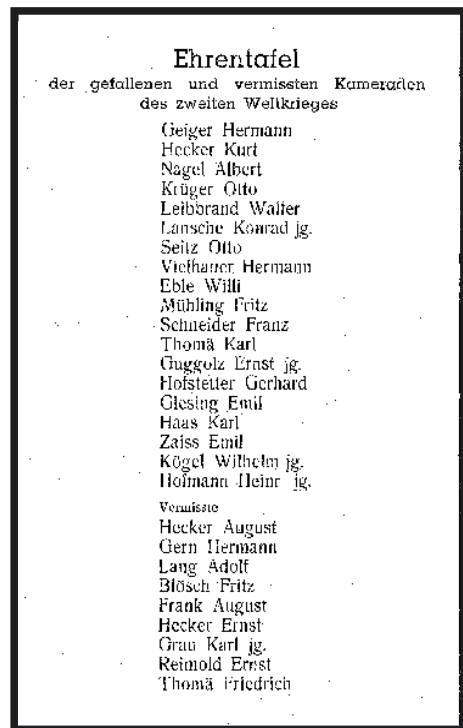 Ehrentafel
der gefallenen und vermissten Kameraden
des zweiten Weltkrieges
Geiger Hermann
Hecker Kurt
Nagel Albert
Krüger Otto
Leibbrand Walter
Lansche Konrad jg.
Seitz Otto
Viethauer Hermann
Eble Willi
Mühling Fritz
Schneider Franz
Thomä Karl
Guggolz Ernst jg.
Hofstetter Gerhard
Giesing Emil
Haas Karl
Zaiss Emil
Kögel Wilhelm jg.
Hofmann Heinr jg.
Vermisste
Hecker August
Gern Hermann
Lang Adolf
Blösch Fritz
Frank August
Hecker Ernst
Grau Karl jg.
Reimold Ernst
Thomä Friedrich